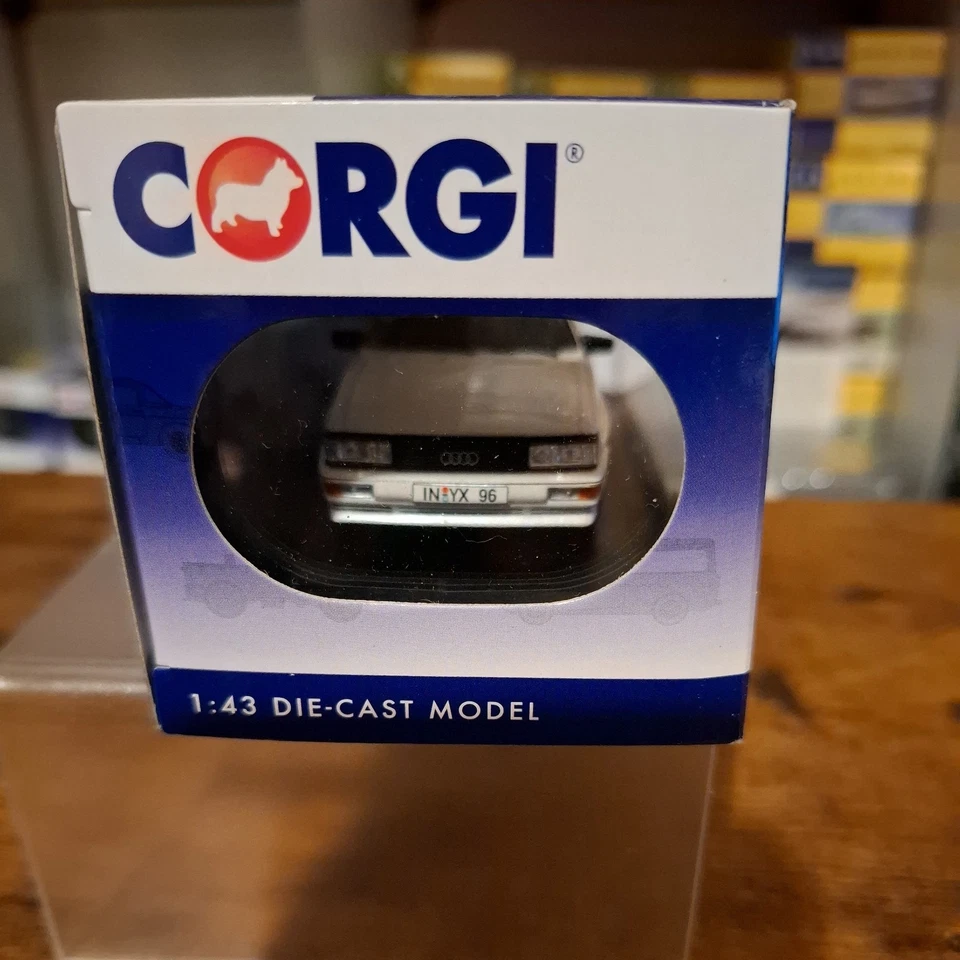 CORGI®
IN YX 96
1:43 DIE-CAST MODEL